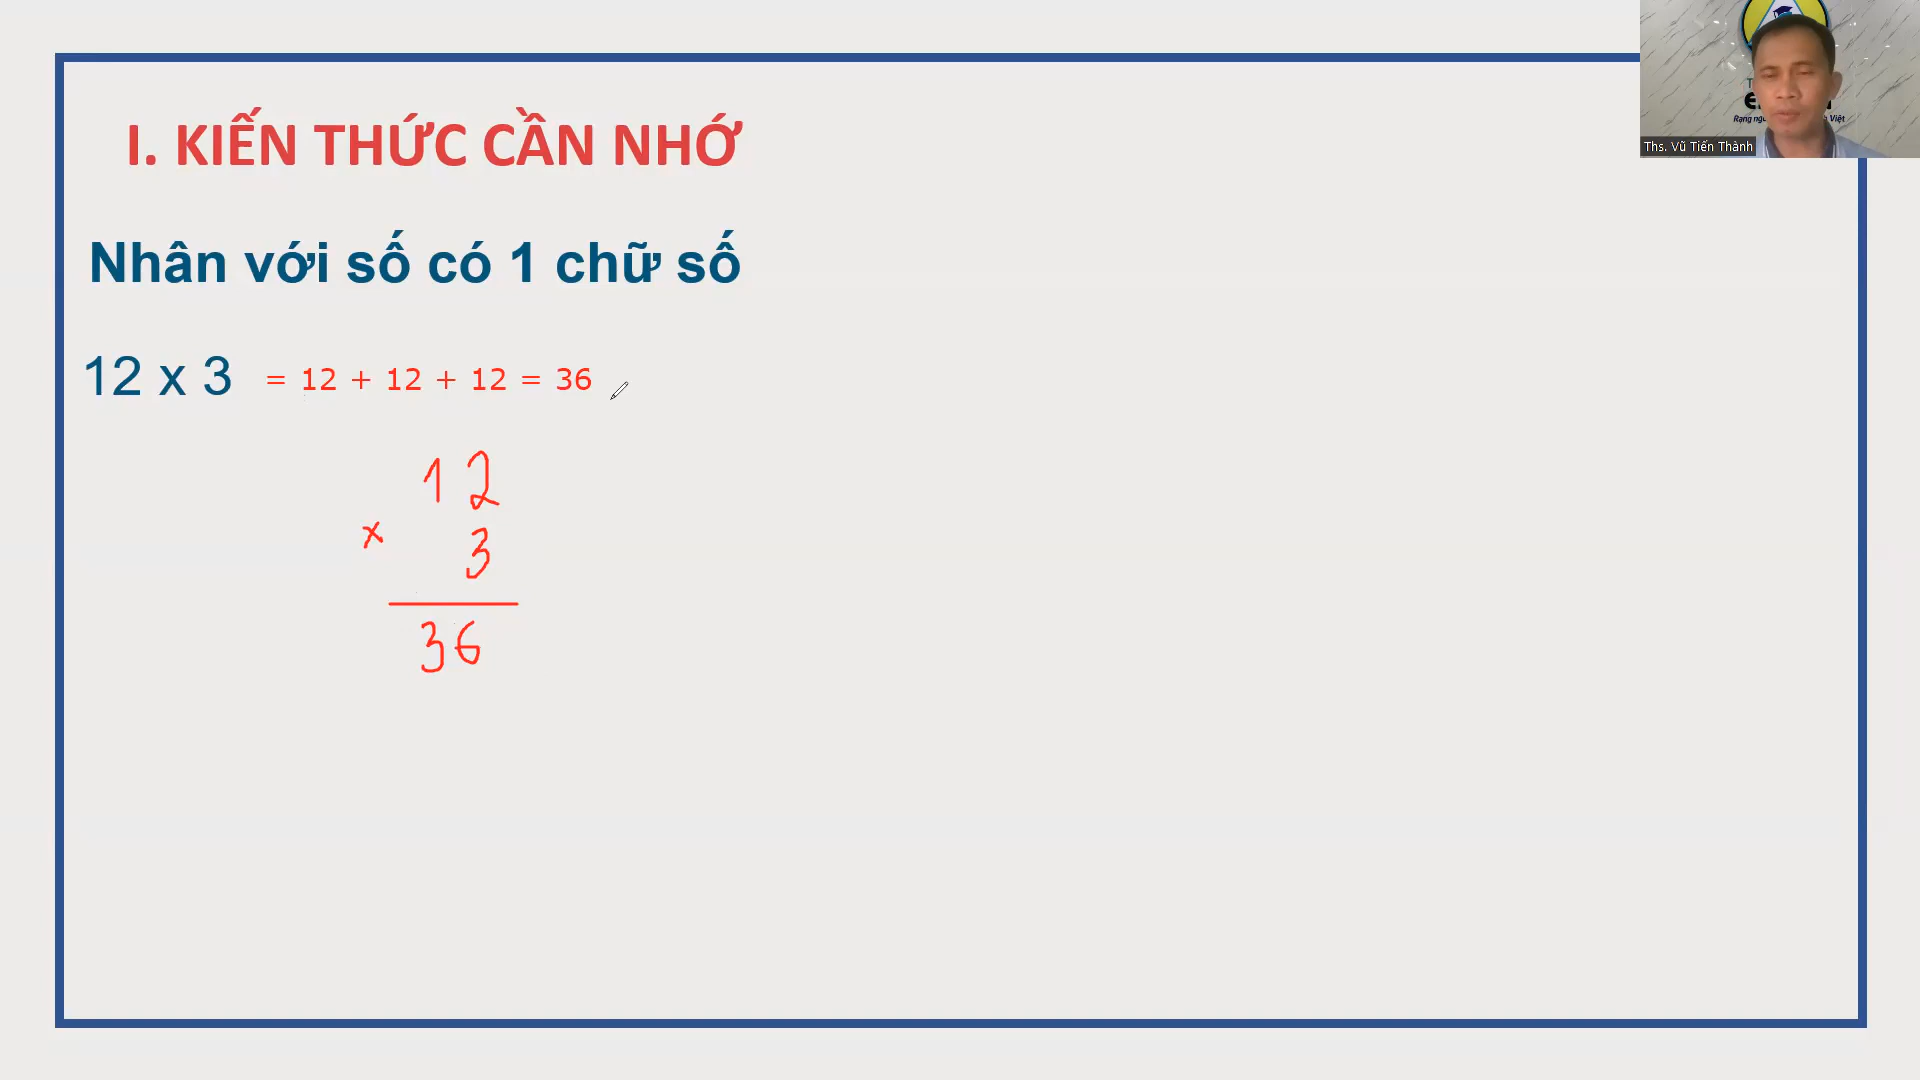 I. KIẾN THỨC CẦN NHỚ
Nhân với số có 1 chữ số
12 x 3 = 12 + 12 + 12 = 36
12
x 3
36
Ths. Vũ Tiến Thành